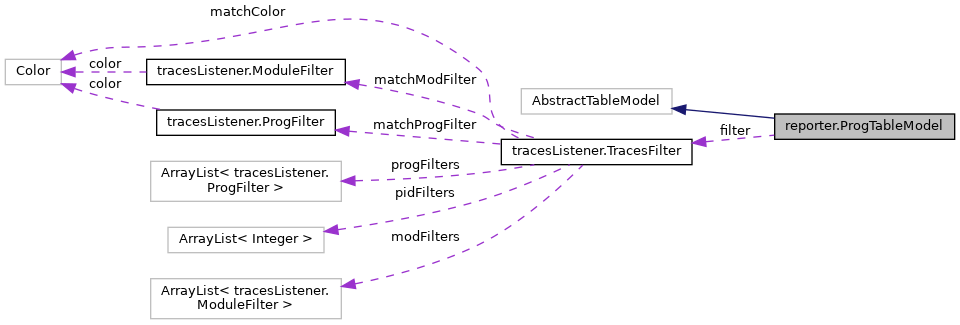 matchColor
Color
color
tracesListener.ModuleFilter
color
matchModFilter
AbstractTableModel
tracesListener.ProgFilter
matchProgFilter
filter
reporter.ProgTableModel
tracesListener.TracesFilter
progFilters
ArrayList< tracesListener.
ProgFilter >
pidFilters
ArrayList< Integer >
modFilters
ArrayList< tracesListener.
ModuleFilter >